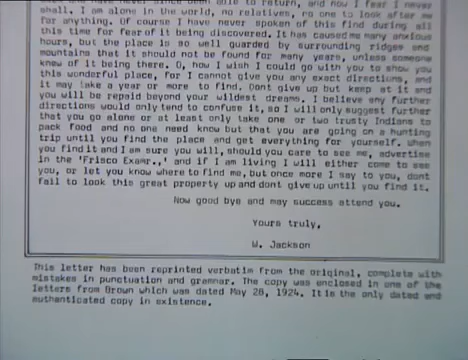 and have never since been able to return, and now I fear I never
shall. I am alone in the world, no relatives, no one to look after me
for anything. Of course I have never spoken of this find during all
this time for fear of it being discovered. It has caused me many anxious
hours, but the place is so well guarded by surrounding ridges and
mountains that it should not be found for many years, unless someone
knew of it being there. O, how I wish I could go with you to show you
this wonderful place, for I cannot give you any exact directions, and
it may take a year or more to find. Dont give up but keep at it and
you will be repaid beyond your wildest dreams. I believe any further
directions would only tend to confuse it, so I will only suggest further
that you go alone or at least only take one or two trusty Indians to
pack food and no one need know but that you are going on a hunting
trip until you find the place and get everything for yourself. When
you find it and I am sure you will, should you care to see me, advertise
in the 'Frisco Examr.,' and if I am living I will either come to see
you, or let you know where to find me, but once more I say to you, dont
fail to look this great property up and dont give up until you find it.
Now good bye and may success attend you.
Yours truly,
W. Jackson
This letter has been reprinted verbatim from the original, complete with
mistakes in punctuation and grammar. The copy was enclosed in one of the
letters from Brown which was dated May 28, 1924. It is the only dated and
authenticated copy in existence.